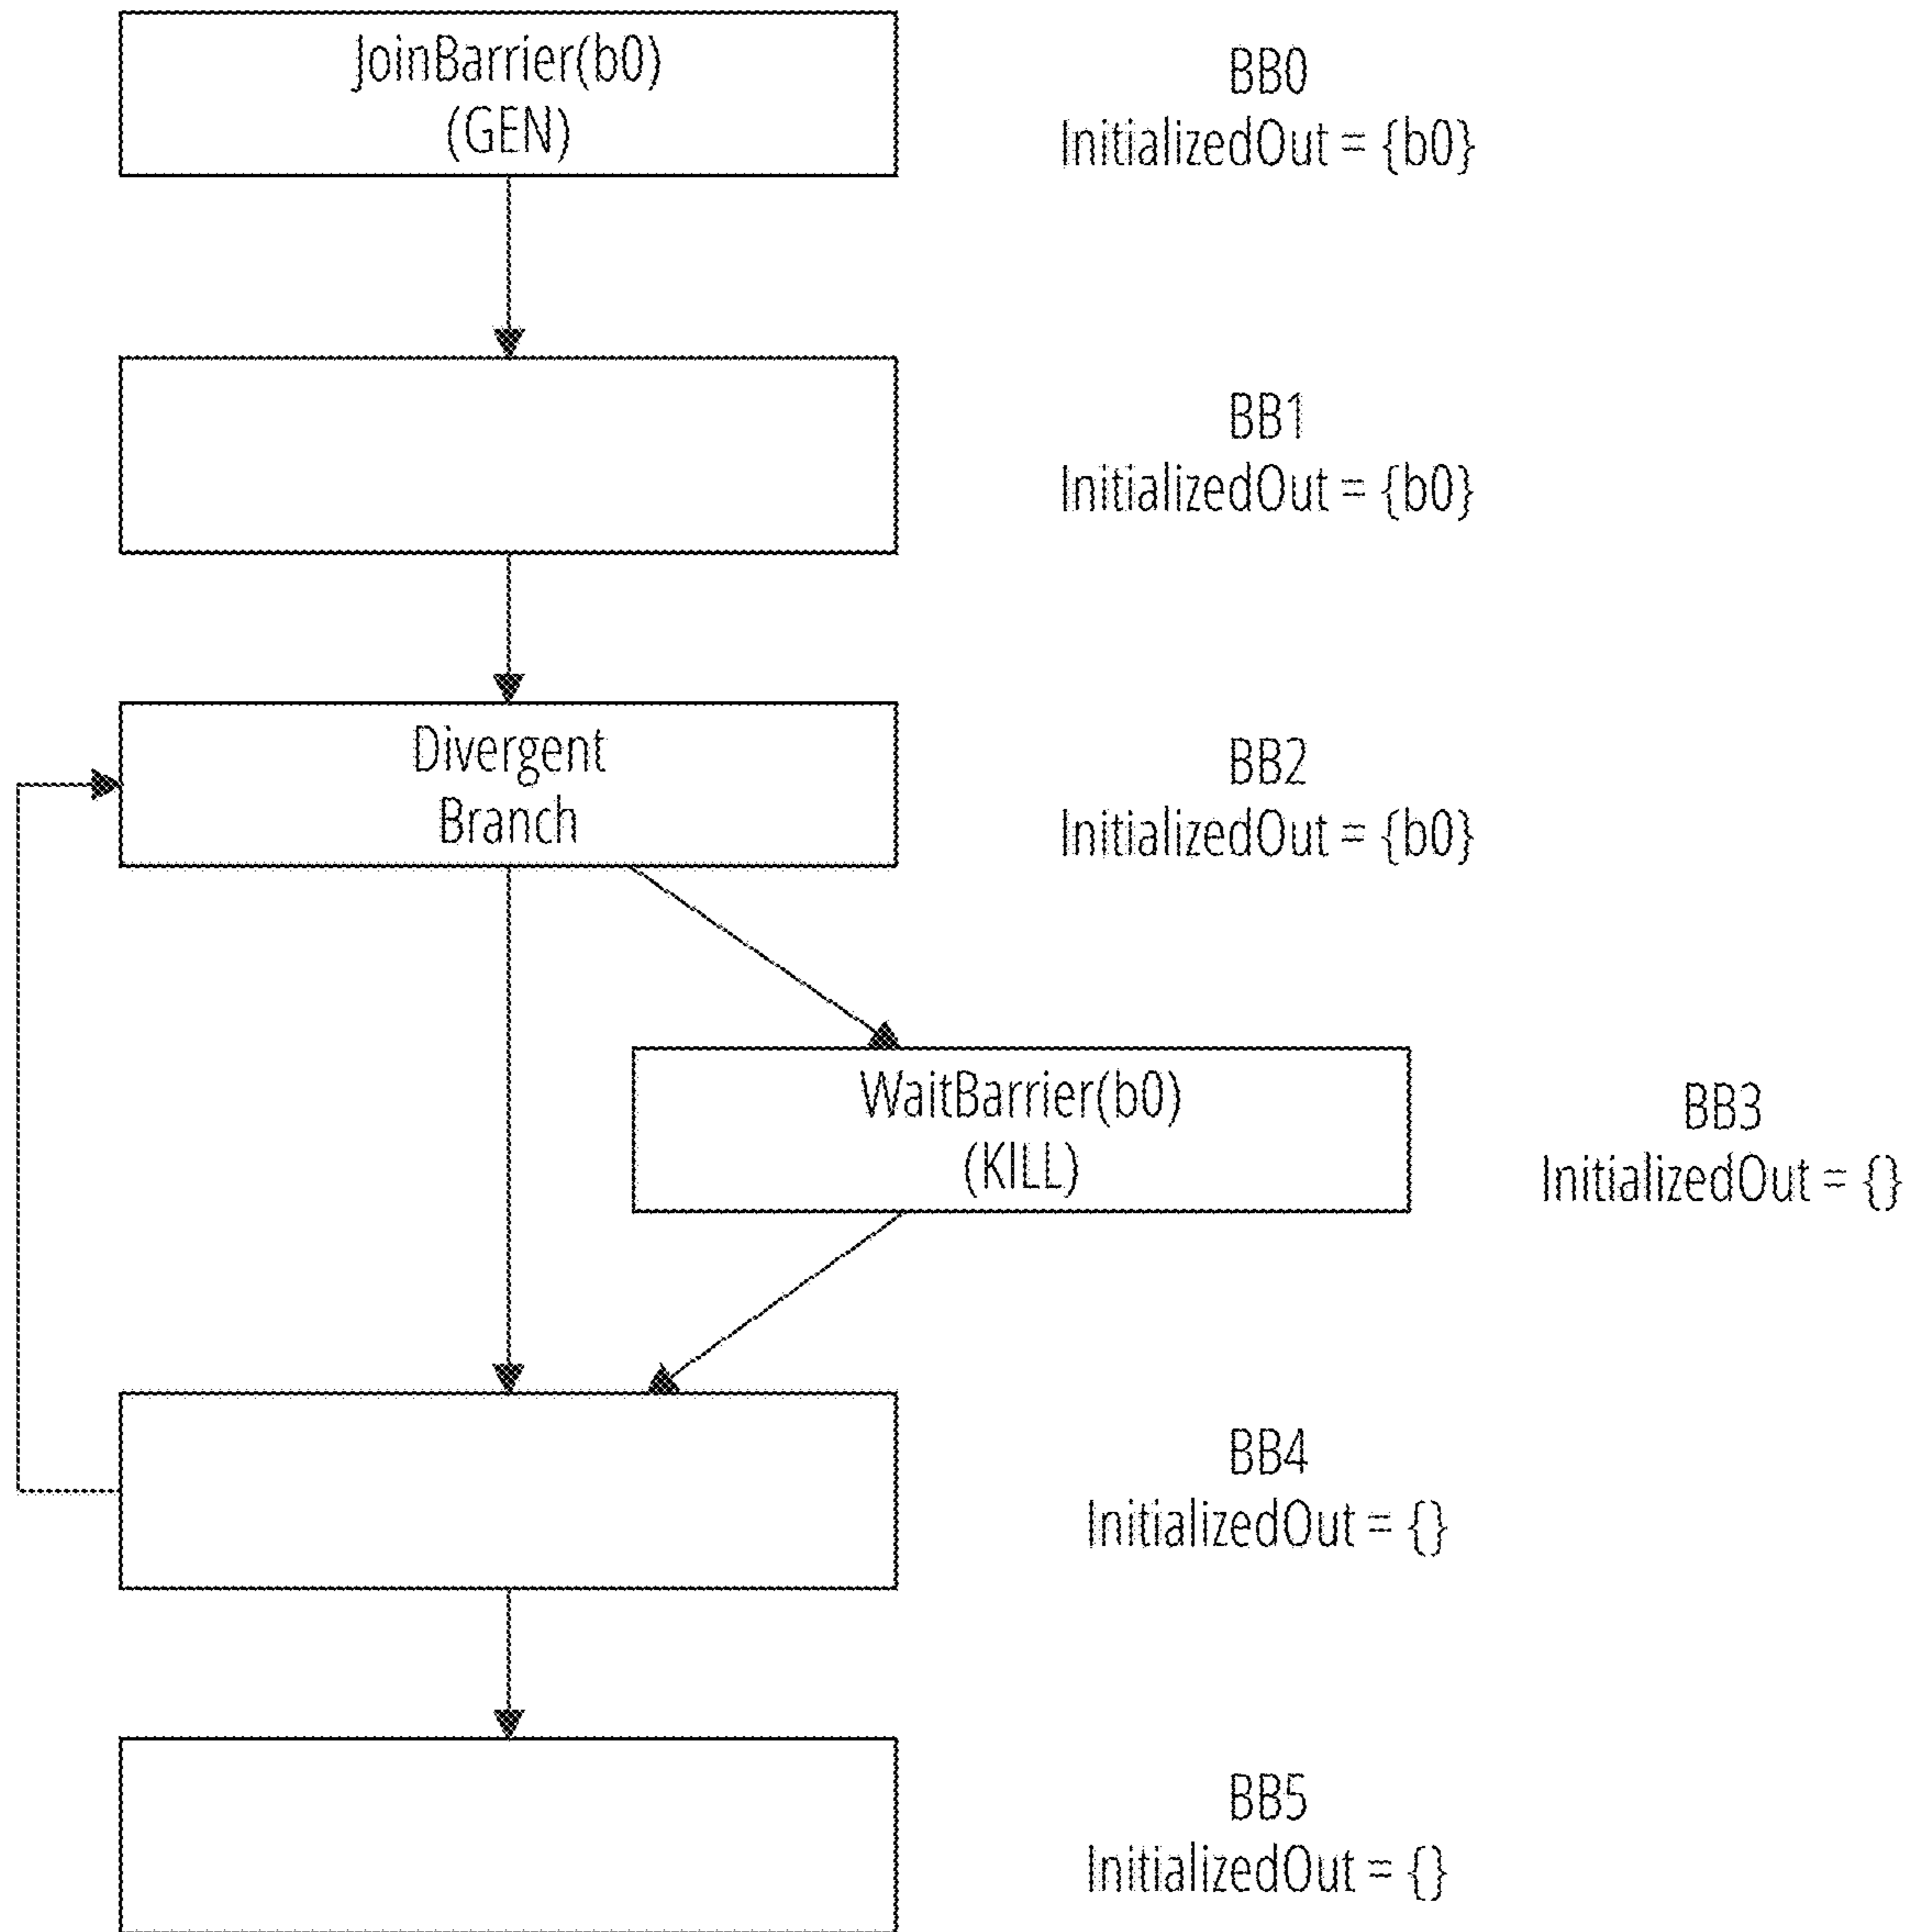 JoinBarrier(b0)
(GEN)
BB0
InitializedOut = {b0}
BB1
InitializedOut = {b0}
Divergent
Branch
BB2
InitializedOut = {b0}
WaitBarrier(b0)
(KILL)
BB3
InitializedOut = {}
BB4
InitializedOut = {}
BB5
InitializedOut = {}